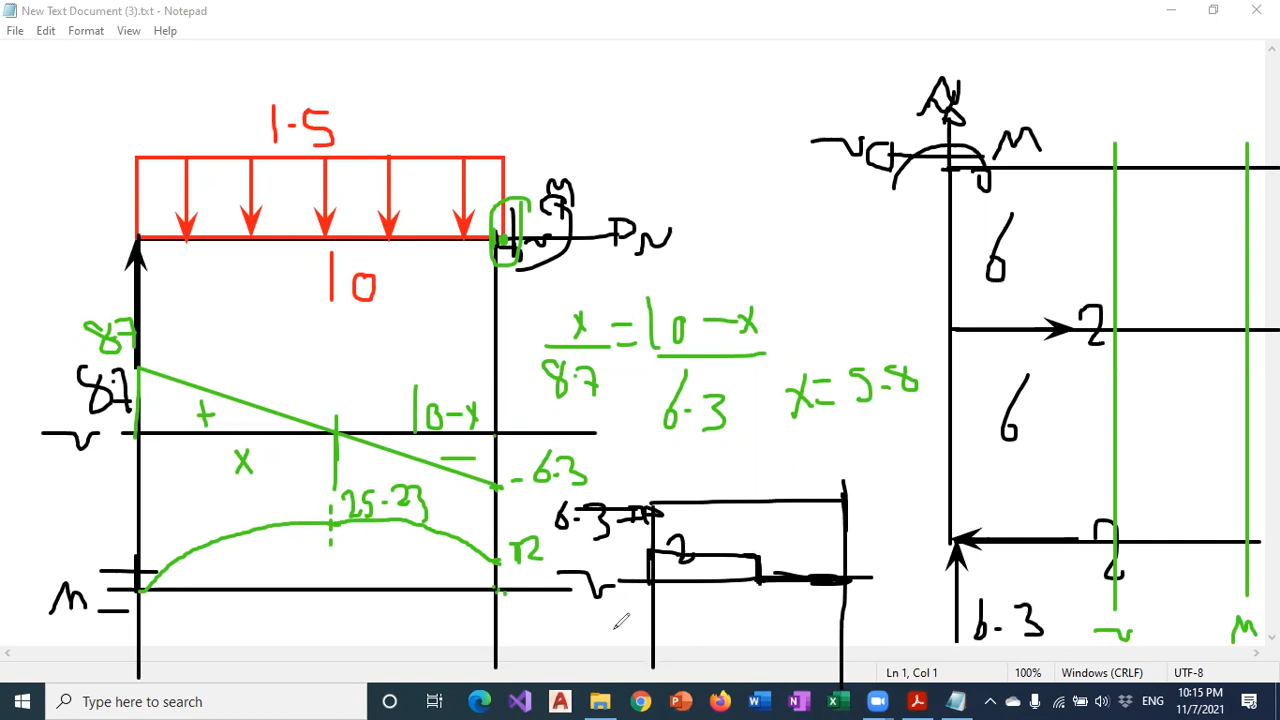 New Text Document (3).txt - Notepad
File Edit Format View Help
1-5
M
N
10
8.7
8.7
V
+
x
10-x
-
-6.3
25-23
12
M
x/8.7 = 10-x/6.3
x= 5-8
6-3
2
V
N
V
M
6
2
6
2
6-3
V
M
Ln 1, Col 1 100% Windows (CRLF) UTF-8
Type here to search
ENG
10:15 PM
11/7/2021